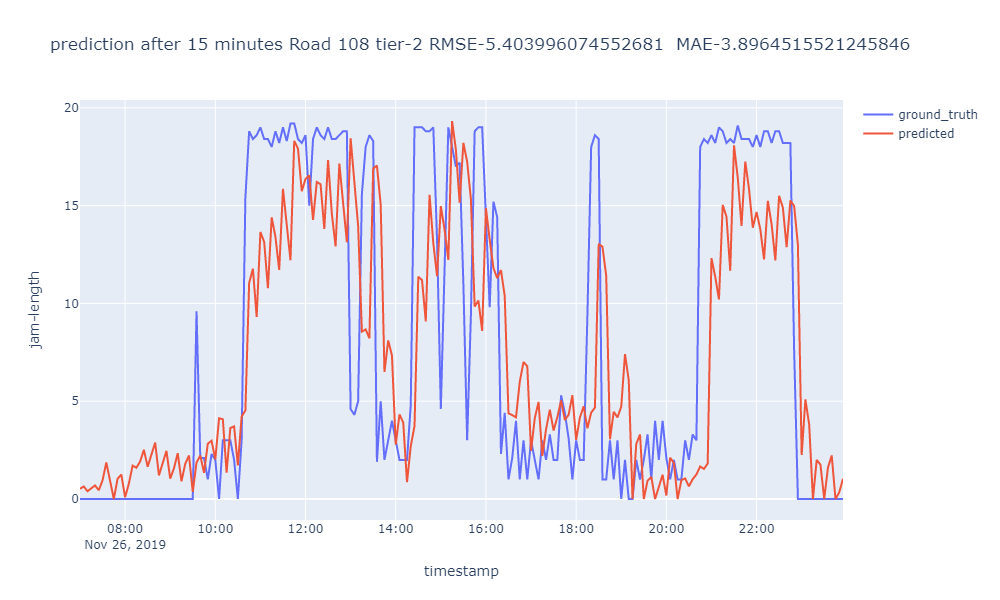 prediction after 15 minutes Road 108 tier-2 RMSE-5.403996074552681  MAE-3.8964515521245846
ground_truth
predicted
20
15
10
5
0
jam-length
08:00 10:00 12:00 14:00 16:00 18:00 20:00 22:00
Nov 26, 2019
timestamp